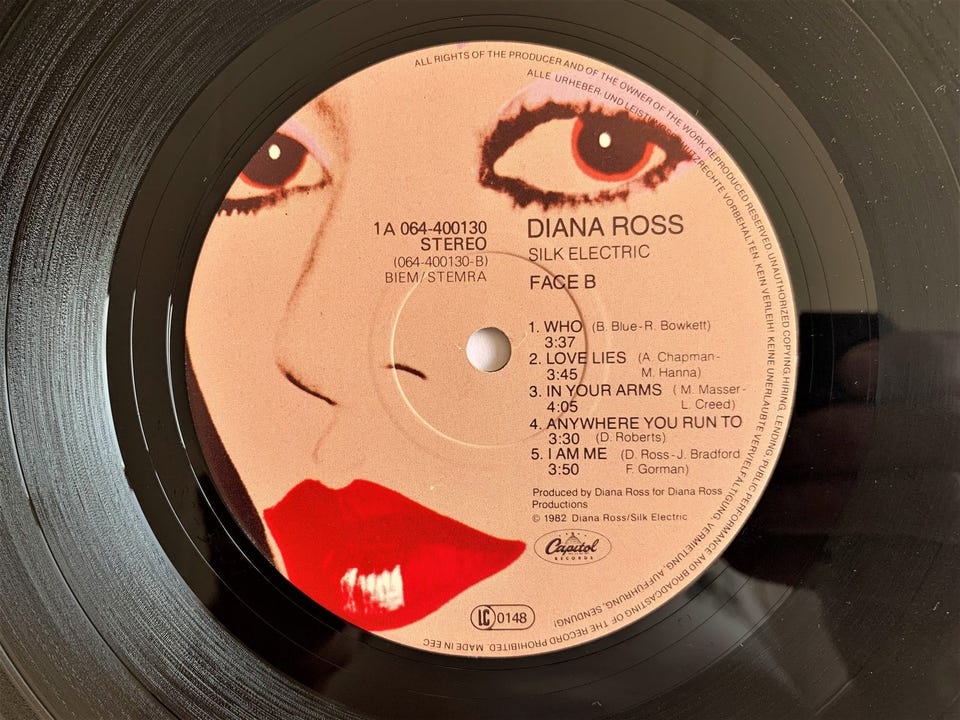 ALL RIGHTS OF THE PRODUCER AND OF THE OWNER OF THE WORK REPRODUCED RESERVED. UNAUTHORIZED COPYING, HIRING, LENDING, PUBLIC PERFORMANCE AND BROADCASTING OF THE RECORD PROHIBITED. MADE IN EEC
ALLE URHEBER- UND LEISTUNGSSCHUTZRECHTE VORBEHALTEN. KEIN VERLEIH! KEINE UNERLAUBTE VERVIELFÄLTIGUNG, VERMIETUNG, AUFFÜHRUNG, SENDUNG!
1A 064-400130
STEREO
(064-400130-B)
BIEM/STEMRA
DIANA ROSS
SILK ELECTRIC
FACE B
1. WHO (B. Blue-R. Bowkett)
3:37
2. LOVE LIES (A. Chapman-
3:45 M. Hanna)
3. IN YOUR ARMS (M. Masser-
4:05 L. Creed)
4. ANYWHERE YOU RUN TO
3:30 (D. Roberts)
5. I AM ME (D. Ross-J. Bradford
3:50 F. Gorman)
Produced by Diana Ross for Diana Ross
Productions
© 1982 Diana Ross/Silk Electric
Capitol
RECORDS
LC 0148